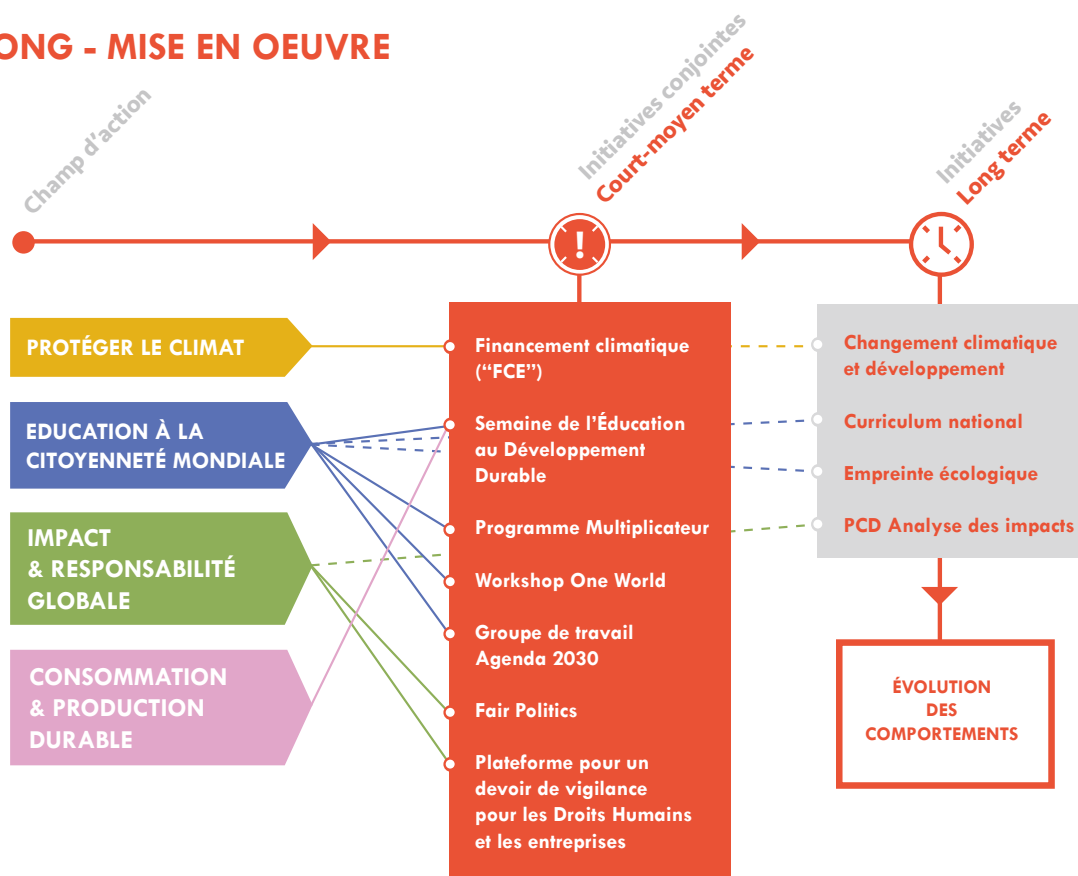 ONG - MISE EN OEUVRE
Champ d'action
Initiatives conjointes
Court-moyen terme
Initiatives
Long terme
!
PROTÉGER LE CLIMAT
EDUCATION À LA
CITOYENNETÉ MONDIALE
IMPACT
& RESPONSABILITÉ
GLOBALE
CONSOMMATION
& PRODUCTION
DURABLE
Financement climatique
(“FCE”)
Semaine de l’Éducation
au Développement
Durable
Programme Multiplicateur
Workshop One World
Groupe de travail
Agenda 2030
Fair Politics
Plateforme pour un
devoir de vigilance
pour les Droits Humains
et les entreprises
Changement climatique
et développement
Curriculum national
Empreinte écologique
PCD Analyse des impacts
ÉVOLUTION
DES
COMPORTEMENTS